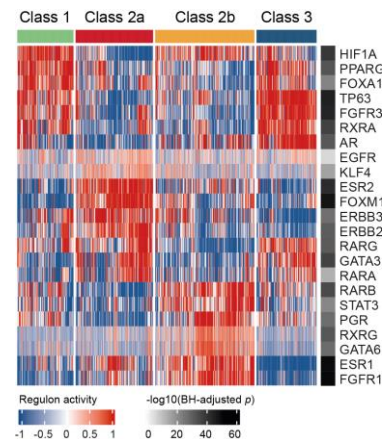 Class 1 Class 2a Class 2b Class 3
HIF1A
PPARG
FOXA1
TP63
FGFR3
RXRA
AR
EGFR
KLF4
ESR2
FOXM1
ERBB3
ERBB2
RARG
GATA3
RARA
RARB
STAT3
PGR
RXRG
GATA6
ESR1
FGFR1
Regulon activity -log10(BH-adjusted p)
-1 -0.5 0 0.5 1 0 20 40 60